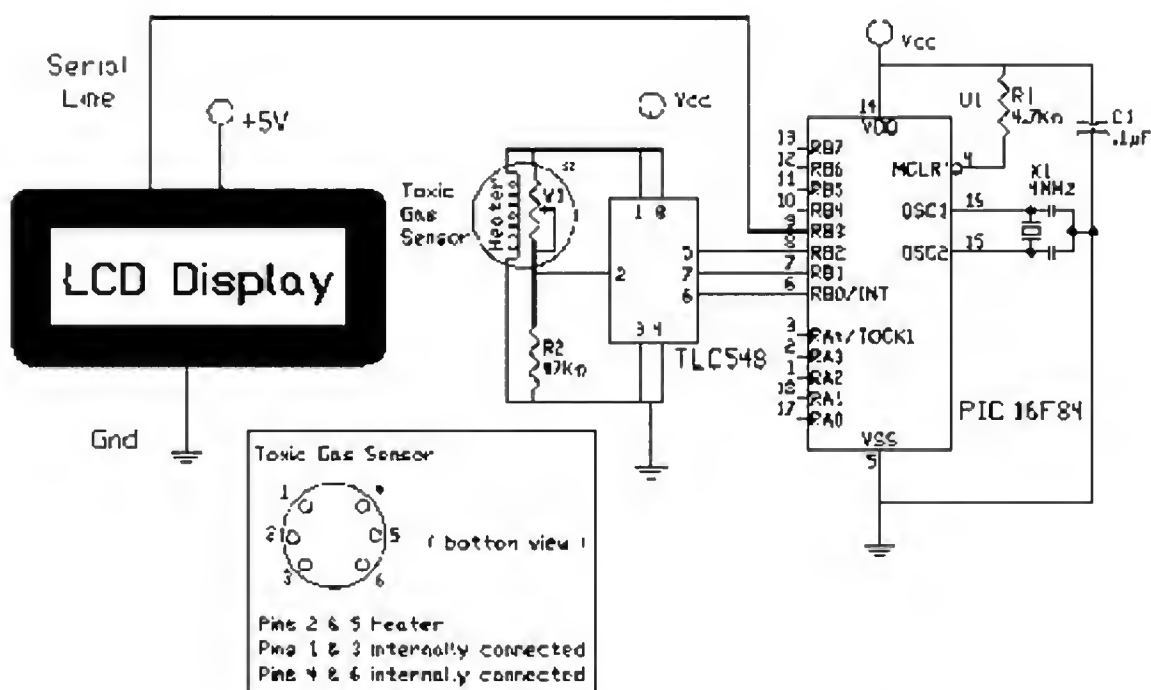 Serial
Line
+5V
LCD Display
Gnd
Toxic
Gas
Sensor
Heater
Vcc
1 8
2
5
7
6
3 4
TLC548
R2
47KΩ
Vcc
14
VDD
U1
R1
4.7KΩ
C1
.1µF
13 RB7
12 RB6
11 RB5
10 RB4
9 RB3
8 RB2
7 RB1
6 RB0/INT
3 RA4/TOCK1
2 RA3
1 RA2
18 RA1
17 RA0
MCLR' 4
OSC1
OSC2 15
X1
4MHz
VSS
5
PIC 16F84
Toxic Gas Sensor
1
2
3
5
6
( botton view )
Pins 2 & 5 heater
Pins 1 & 3 internally connected
Pins 4 & 6 internally connected